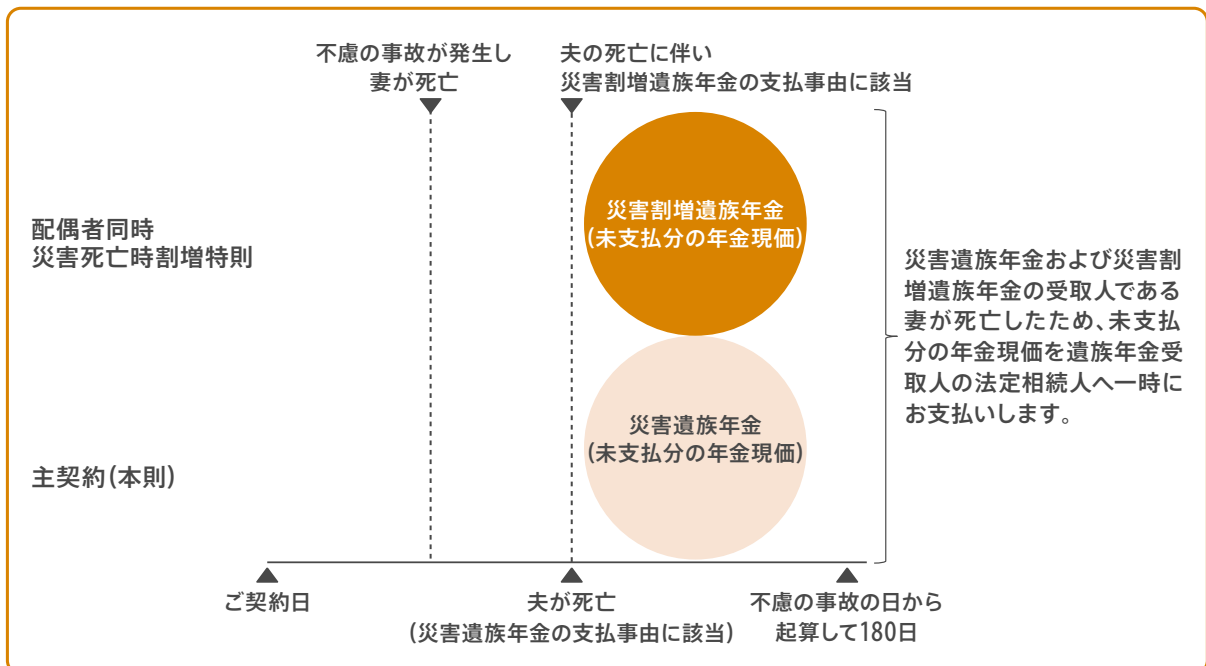 不慮の事故が発生し
妻が死亡
夫の死亡に伴い
災害割増遺族年金の支払事由に該当
配偶者同時
災害死亡時割増特則
災害割増遺族年金
(未支払分の年金現価)
災害遺族年金および災害割
増遺族年金の受取人である
妻が死亡したため、未支払
分の年金現価を遺族年金受
取人の法定相続人へ一時に
お支払いします。
主契約(本則)
災害遺族年金
(未支払分の年金現価)
ご契約日
夫が死亡
(災害遺族年金の支払事由に該当)
不慮の事故の日から
起算して180日